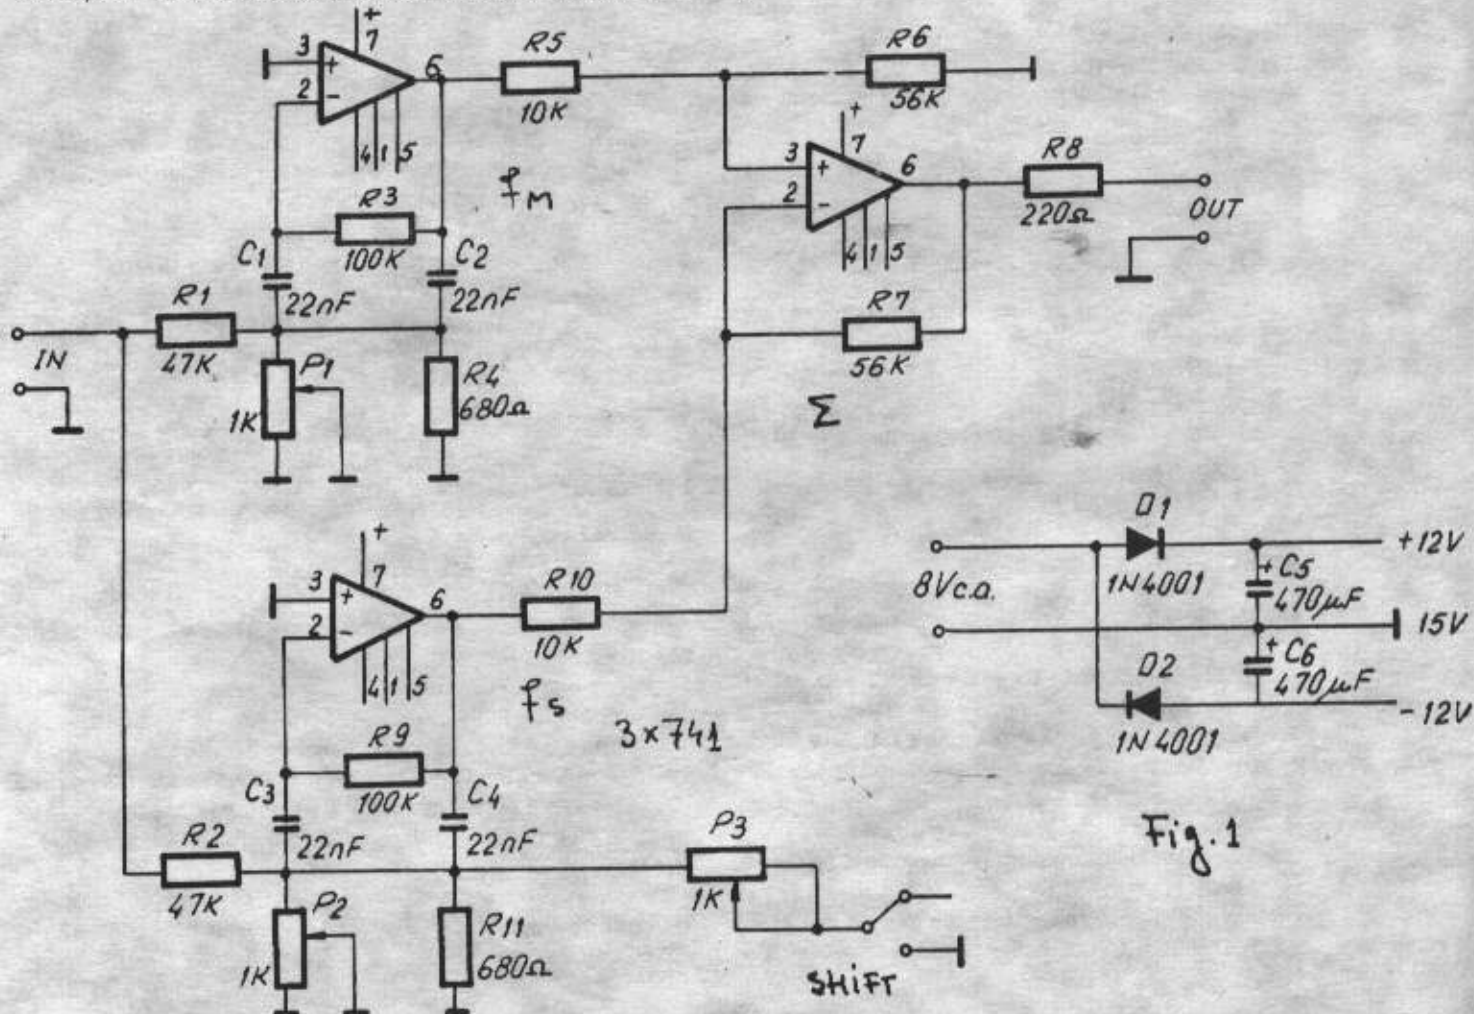 +
7
3
+
2
−
6
4
1
5
R5
10K
R6
56K
fM
R3
100K
C1
22nF
C2
22nF
+
7
3
+
2
−
6
4
1
5
R8
220Ω
OUT
R1
47K
IN
P1
1K
R4
680Ω
R7
56K
Σ
+
7
3
+
2
−
6
4
1
5
R10
10K
fs
3×741
R9
100K
C3
22nF
C4
22nF
R2
47K
P2
1K
R11
680Ω
P3
1K
SHiFT
8Vc.a.
D1
1N4001
+ C5
470µF
+12V
15V
D2
1N4001
+ C6
470µF
-12V
Fig.1